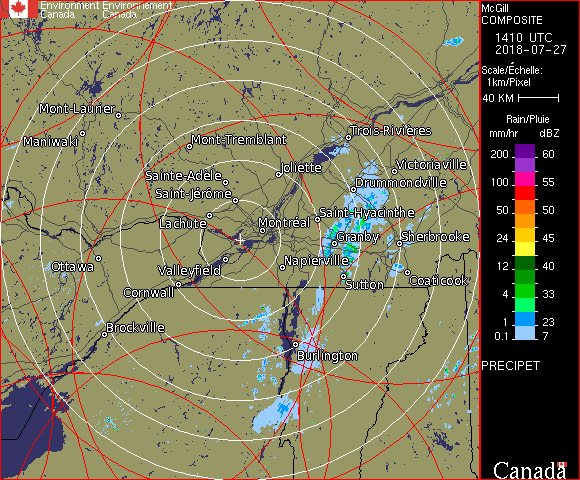 Environment Environnement
Canada Canada
McGill
COMPOSITE
1410 UTC
2018-07-27
Scale/Échelle:
1km/Pixel
40 KM
Rain/Pluie
mm/hr dBZ
200 60
55
100 55
50 50
24 45
12 40
4 33
1 23
0.1 7
PRECIPET
Canada
Mont-Laurier
Maniwaki
Mont-Tremblant
Trois-Rivières
Joliette
Victoriaville
Sainte-Adèle
Drummondville
Saint-Jérôme
Saint-Hyacinthe
Lachute
Montréal
Granby
Sherbrooke
Ottawa
Valleyfield
Napierville
Sutton
Coaticook
Cornwall
Brockville
Burlington